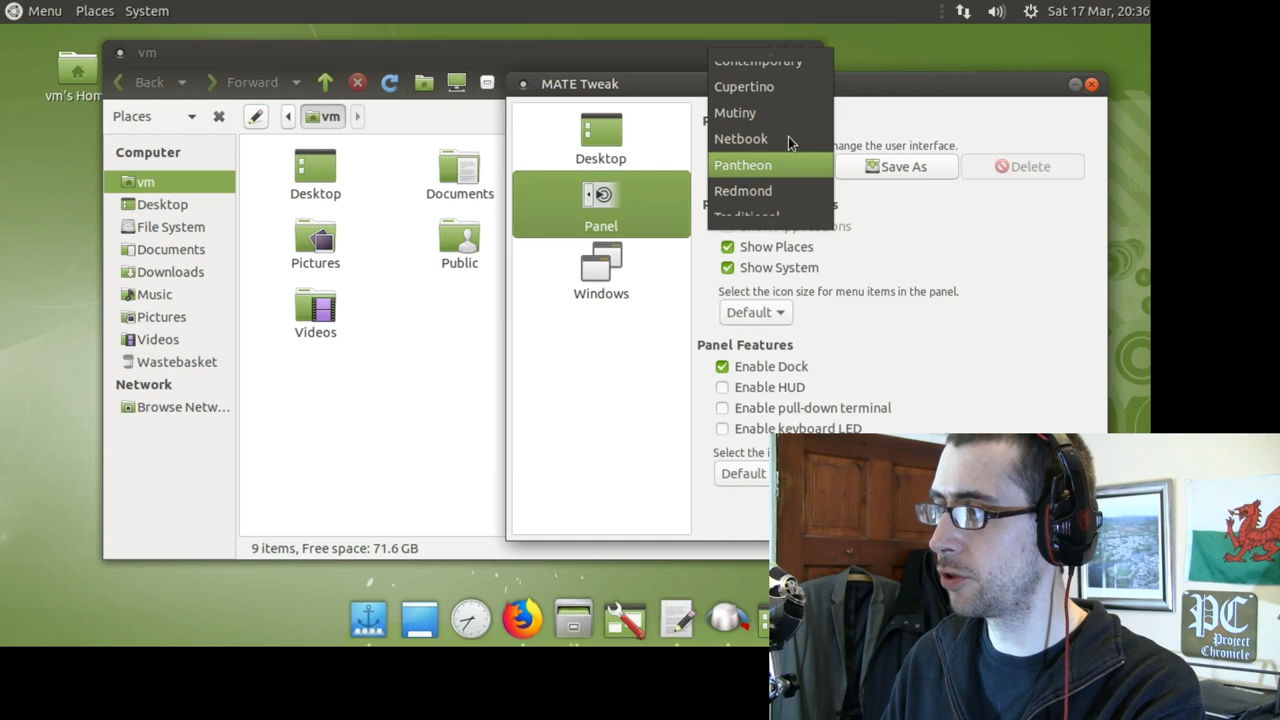 Menu Places System
Sat 17 Mar, 20:36
vm's Hom
vm
Back
Forward
Places
vm
Computer
vm
Desktop
File System
Documents
Downloads
Music
Pictures
Videos
Wastebasket
Network
Browse Netw...
Desktop
Documents
Pictures
Public
Videos
9 items, Free space: 71.6 GB
MATE Tweak
Desktop
Panel
Windows
Contemporary
Cupertino
Mutiny
Netbook
Pantheon
Redmond
Traditional
hange the user interface.
Save As
Delete
Show Places
Show System
Select the icon size for menu items in the panel.
Default
Panel Features
Enable Dock
Enable HUD
Enable pull-down terminal
Enable keyboard LED
Select the i
Default
PC
Project
Chronicle